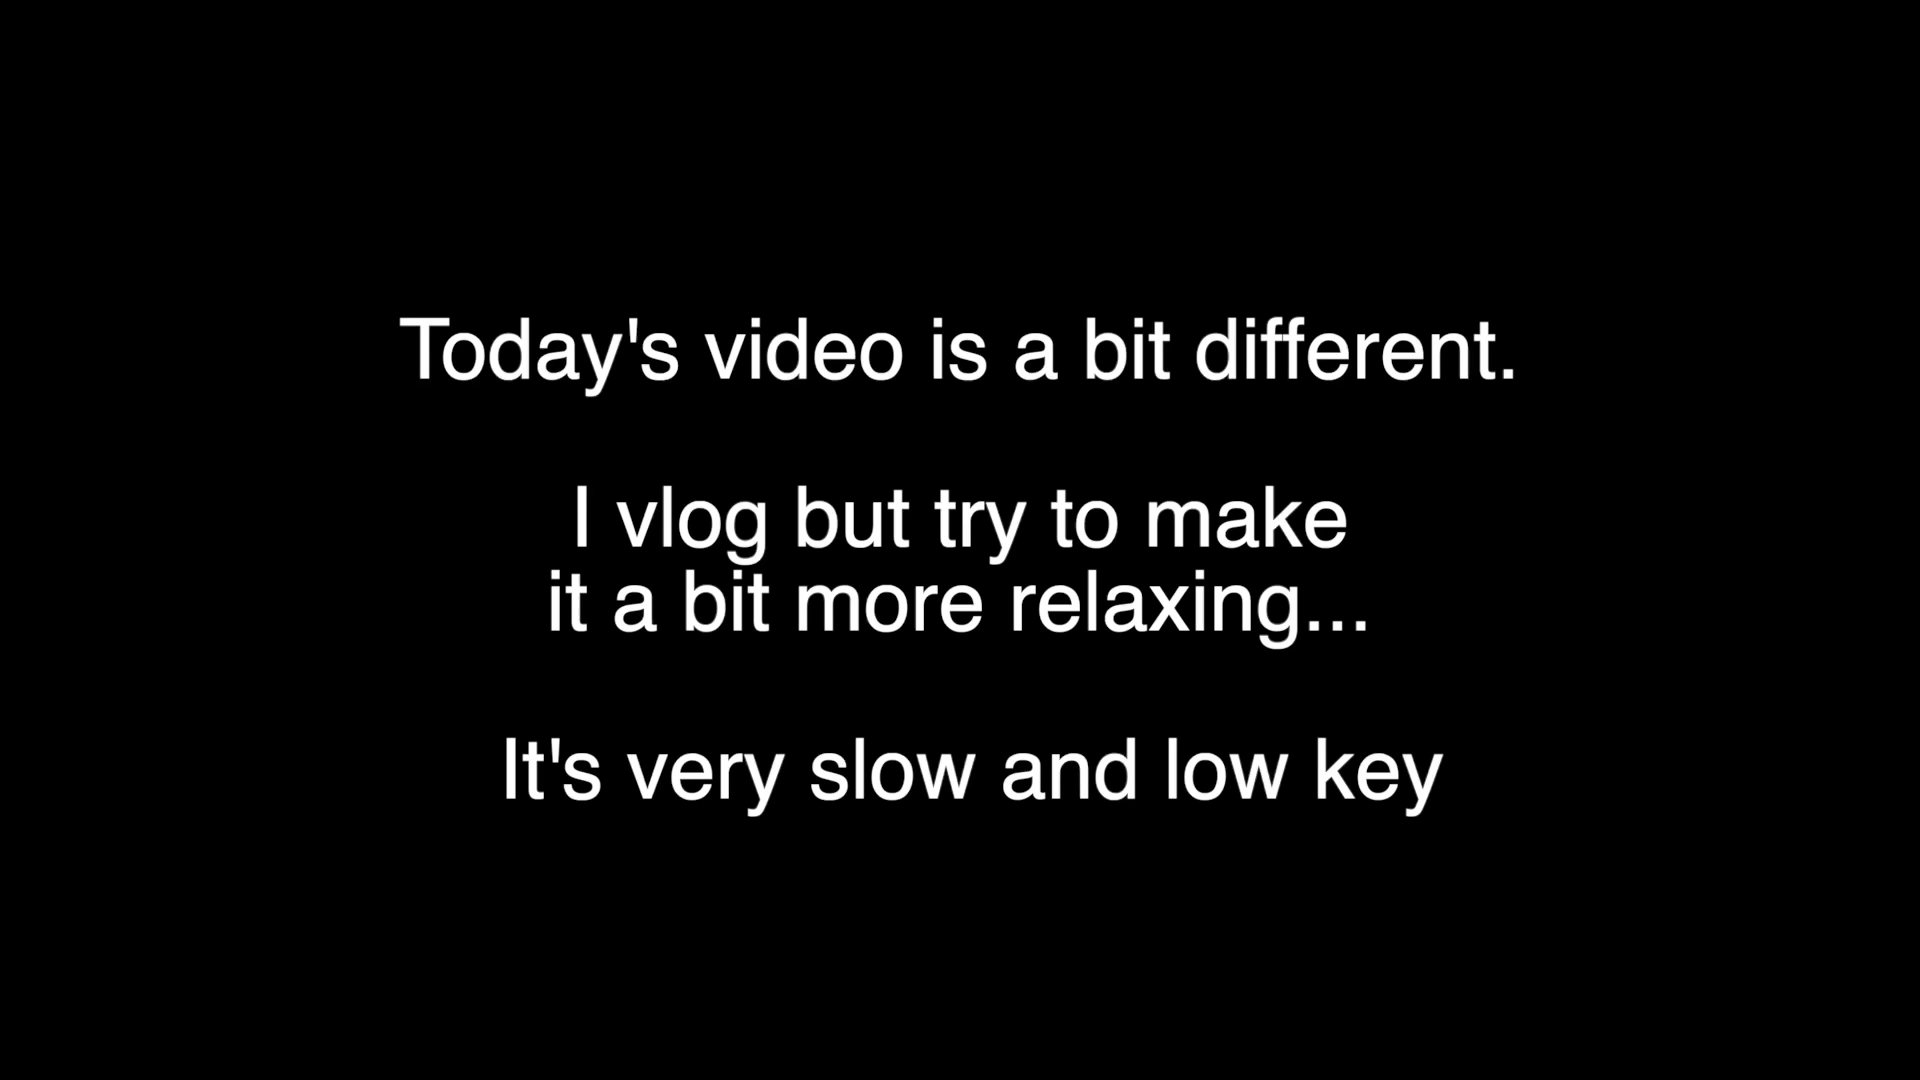 Today's video is a bit different.
I vlog but try to make
it a bit more relaxing...
It's very slow and low key